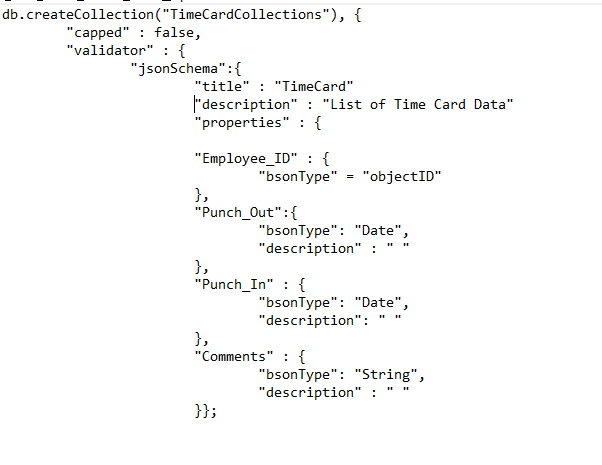 db.createCollection("TimeCardCollections"), {
"capped" : false,
"validator" : {
"jsonSchema":{
"title" : "TimeCard"
"description" : "List of Time Card Data"
"properties" : {
"Employee_ID" : {
"bsonType" = "objectID"
},
"Punch_Out":{
"bsonType": "Date",
"description" : " "
},
"Punch_In" : {
"bsonType": "Date",
"description": " "
},
"Comments" : {
"bsonType": "String",
"description" : " "
}};